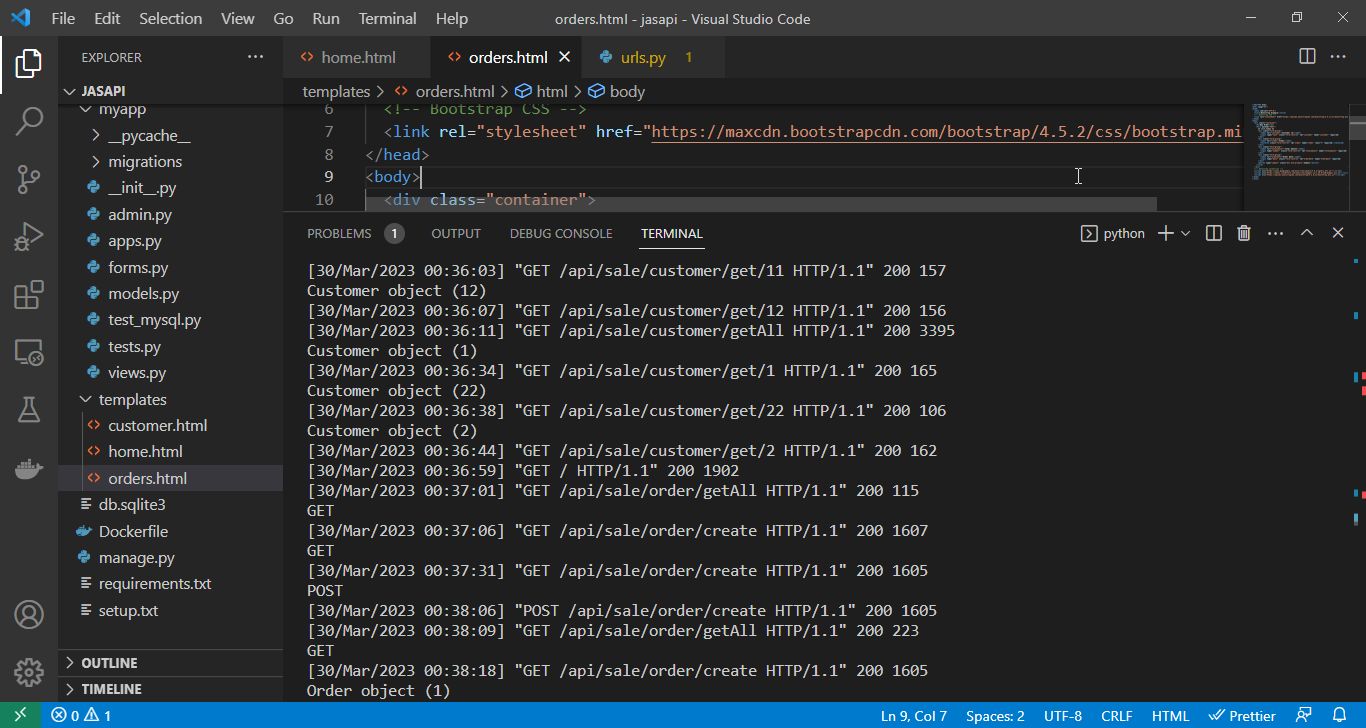 File Edit Selection View Go Run Terminal Help orders.html - jasapi - Visual Studio Code
EXPLORER
home.html orders.html urls.py 1
JASAPI
templates > orders.html > html > body
myapp
__pycache__
migrations
__init__.py
admin.py
apps.py
forms.py
models.py
test_mysql.py
tests.py
views.py
templates
customer.html
home.html
orders.html
db.sqlite3
Dockerfile
manage.py
requirements.txt
setup.txt
OUTLINE
TIMELINE
6 <!-- Bootstrap CSS -->
7 <link rel="stylesheet" href="https://maxcdn.bootstrapcdn.com/bootstrap/4.5.2/css/bootstrap.mi
8 </head>
9 <body>
10 <div class="container">
PROBLEMS 1 OUTPUT DEBUG CONSOLE TERMINAL python
[30/Mar/2023 00:36:03] "GET /api/sale/customer/get/11 HTTP/1.1" 200 157
Customer object (12)
[30/Mar/2023 00:36:07] "GET /api/sale/customer/get/12 HTTP/1.1" 200 156
[30/Mar/2023 00:36:11] "GET /api/sale/customer/getAll HTTP/1.1" 200 3395
Customer object (1)
[30/Mar/2023 00:36:34] "GET /api/sale/customer/get/1 HTTP/1.1" 200 165
Customer object (22)
[30/Mar/2023 00:36:38] "GET /api/sale/customer/get/22 HTTP/1.1" 200 106
Customer object (2)
[30/Mar/2023 00:36:44] "GET /api/sale/customer/get/2 HTTP/1.1" 200 162
[30/Mar/2023 00:36:59] "GET / HTTP/1.1" 200 1902
[30/Mar/2023 00:37:01] "GET /api/sale/order/getAll HTTP/1.1" 200 115
GET
[30/Mar/2023 00:37:06] "GET /api/sale/order/create HTTP/1.1" 200 1607
GET
[30/Mar/2023 00:37:31] "GET /api/sale/order/create HTTP/1.1" 200 1605
POST
[30/Mar/2023 00:38:06] "POST /api/sale/order/create HTTP/1.1" 200 1605
[30/Mar/2023 00:38:09] "GET /api/sale/order/getAll HTTP/1.1" 200 223
GET
[30/Mar/2023 00:38:18] "GET /api/sale/order/create HTTP/1.1" 200 1605
Order object (1)
0 1 Ln 9, Col 7 Spaces: 2 UTF-8 CRLF HTML Prettier